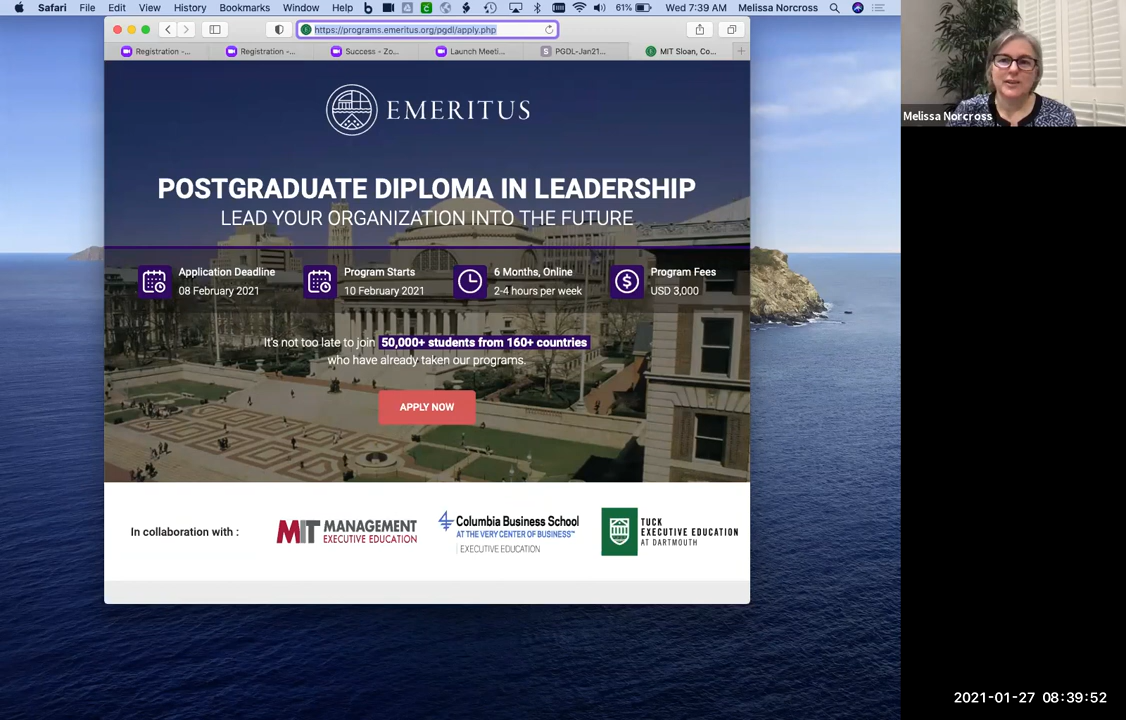 Safari File Edit View History Bookmarks Window Help 61% Wed 7:39 AM Melissa Norcross
https://programs.emeritus.org/pgdl/apply.php
Registration -... Registration -... Success - Zo... Launch Meeti... PGDL-Jan21... MIT Sloan, Co...
EMERITUS
POSTGRADUATE DIPLOMA IN LEADERSHIP
LEAD YOUR ORGANIZATION INTO THE FUTURE
Application Deadline
08 February 2021
Program Starts
10 February 2021
6 Months, Online
2-4 hours per week
Program Fees
USD 3,000
It's not too late to join 50,000+ students from 160+ countries
who have already taken our programs.
APPLY NOW
In collaboration with :
MIT MANAGEMENT
EXECUTIVE EDUCATION
Columbia Business School
AT THE VERY CENTER OF BUSINESS™
EXECUTIVE EDUCATION
TUCK
EXECUTIVE EDUCATION
AT DARTMOUTH
Melissa Norcross
2021-01-27 08:39:52